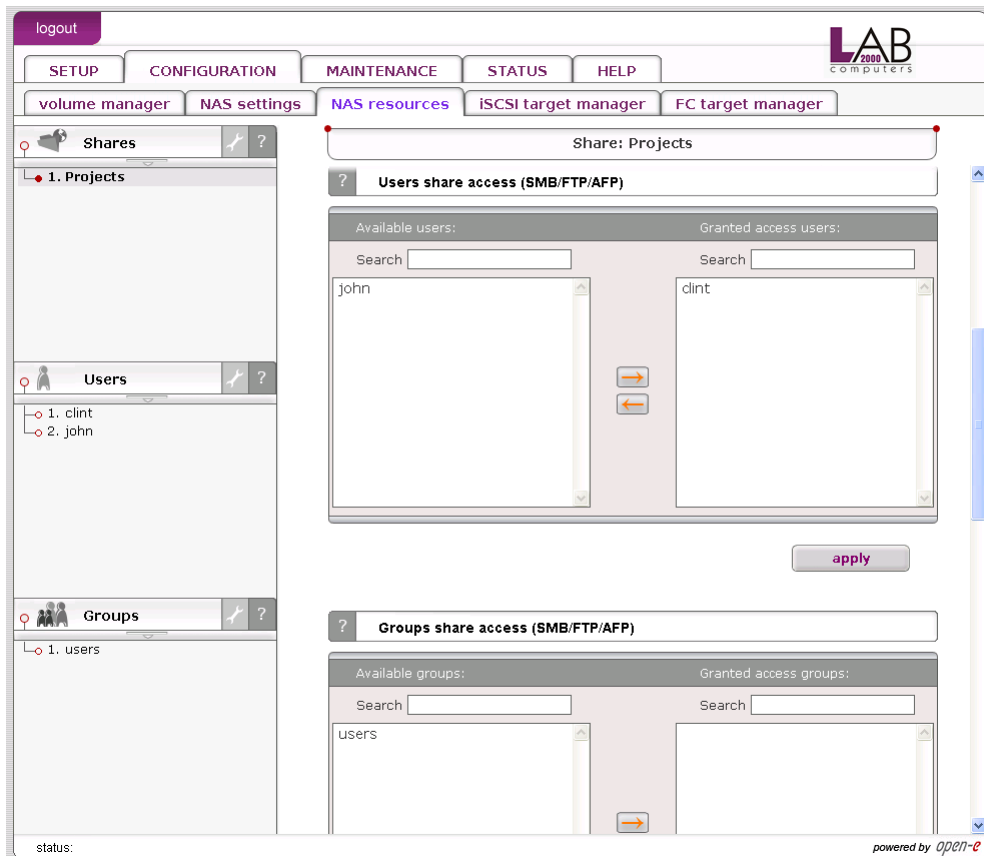 logout
LAB
2000
computers
SETUP CONFIGURATION MAINTENANCE STATUS HELP
volume manager NAS settings NAS resources iSCSI target manager FC target manager
Shares ?
1. Projects
Users ?
1. clint
2. john
Groups ?
1. users
Share: Projects
? Users share access (SMB/FTP/AFP)
Available users: Granted access users:
Search Search
john clint
apply
? Groups share access (SMB/FTP/AFP)
Available groups: Granted access groups:
Search Search
users
status: powered by open-e